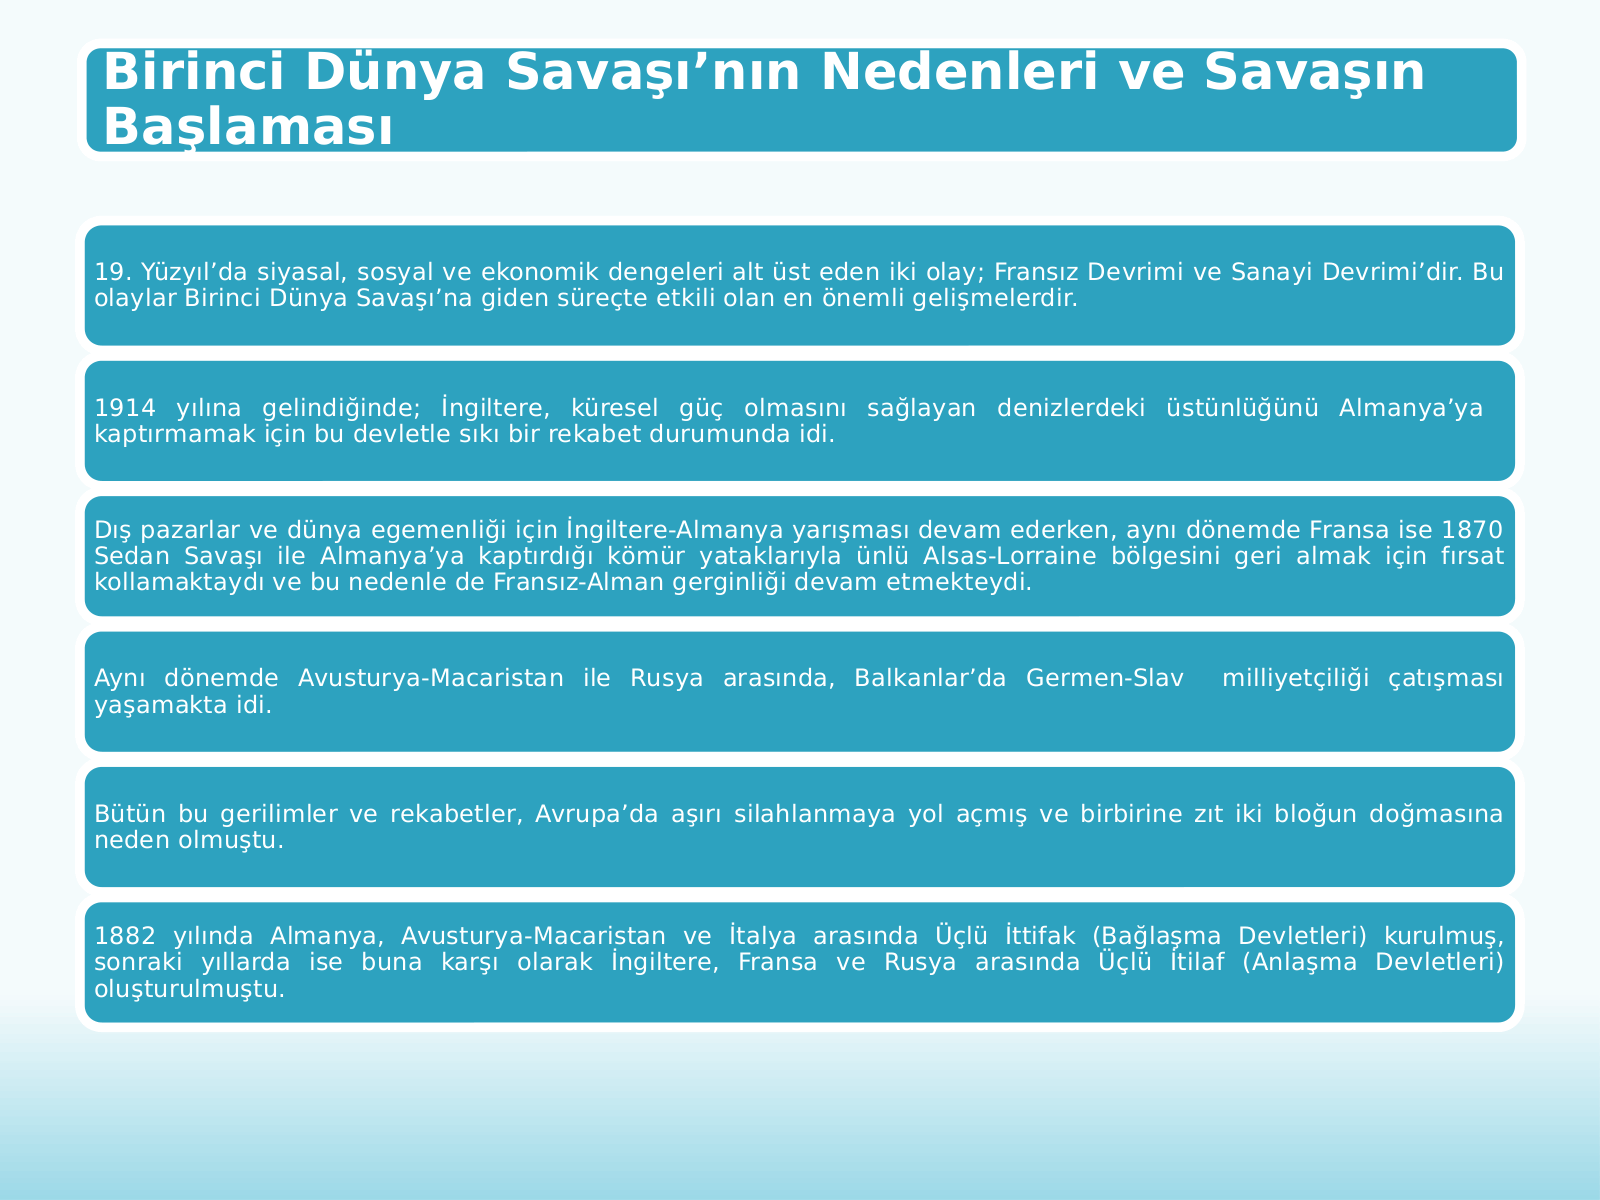 Birinci Dünya Savaşı’nın Nedenleri ve Savaşın
Başlaması
19. Yüzyıl’da siyasal, sosyal ve ekonomik dengeleri alt üst eden iki olay; Fransız Devrimi ve Sanayi Devrimi’dir. Bu
olaylar Birinci Dünya Savaşı’na giden süreçte etkili olan en önemli gelişmelerdir.
1914 yılına gelindiğinde; İngiltere, küresel güç olmasını sağlayan denizlerdeki üstünlüğünü Almanya’ya
kaptırmamak için bu devletle sıkı bir rekabet durumunda idi.
Dış pazarlar ve dünya egemenliği için İngiltere-Almanya yarışması devam ederken, aynı dönemde Fransa ise 1870
Sedan Savaşı ile Almanya’ya kaptırdığı kömür yataklarıyla ünlü Alsas-Lorraine bölgesini geri almak için fırsat
kollamaktaydı ve bu nedenle de Fransız-Alman gerginliği devam etmekteydi.
Aynı dönemde Avusturya-Macaristan ile Rusya arasında, Balkanlar’da Germen-Slav milliyetçiliği çatışması
yaşamakta idi.
Bütün bu gerilimler ve rekabetler, Avrupa’da aşırı silahlanmaya yol açmış ve birbirine zıt iki bloğun doğmasına
neden olmuştu.
1882 yılında Almanya, Avusturya-Macaristan ve İtalya arasında Üçlü İttifak (Bağlaşma Devletleri) kurulmuş,
sonraki yıllarda ise buna karşı olarak İngiltere, Fransa ve Rusya arasında Üçlü İtilaf (Anlaşma Devletleri)
oluşturulmuştu.